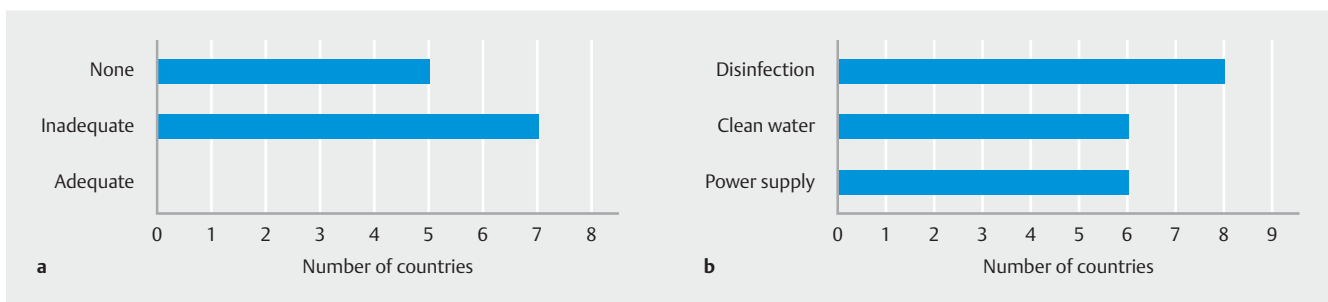 None
Inadequate
Adequate
0 1 2 3 4 5 6 7 8
Number of countries
a
Disinfection
Clean water
Power supply
0 1 2 3 4 5 6 7 8 9
Number of countries
b